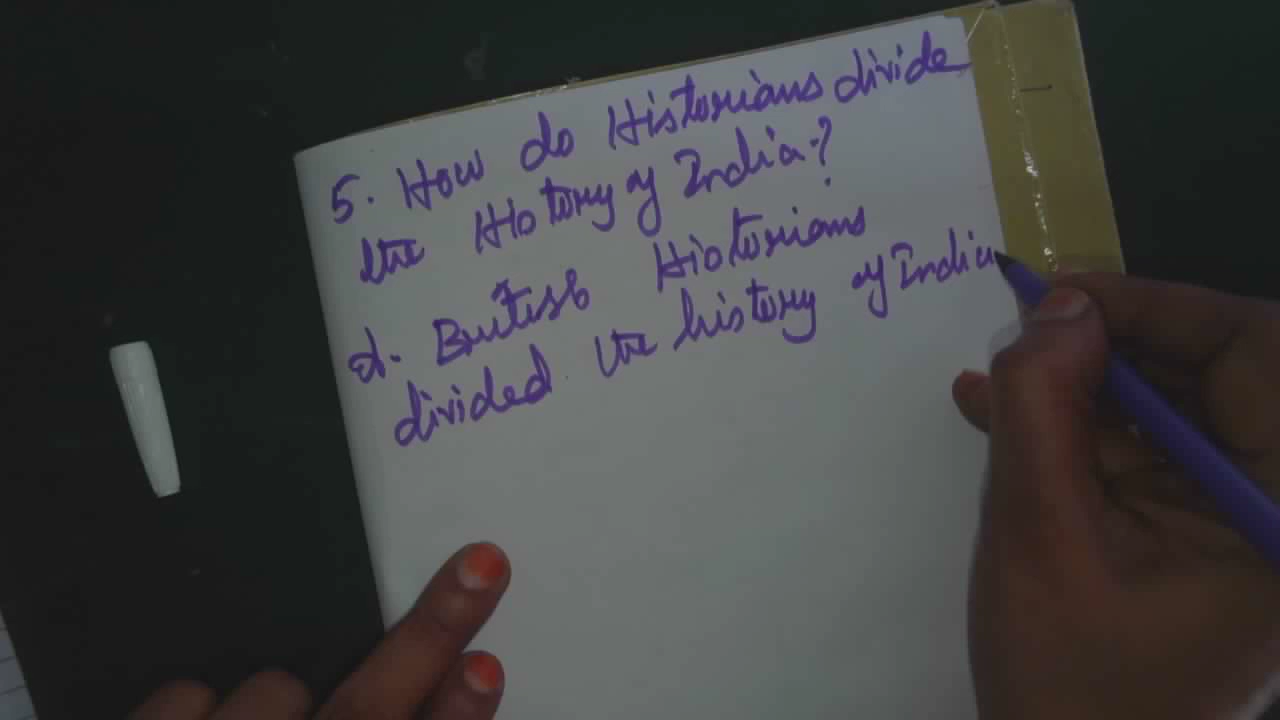 5. How do Historians divide
the History of India?
d. British Historians
divided the history of India